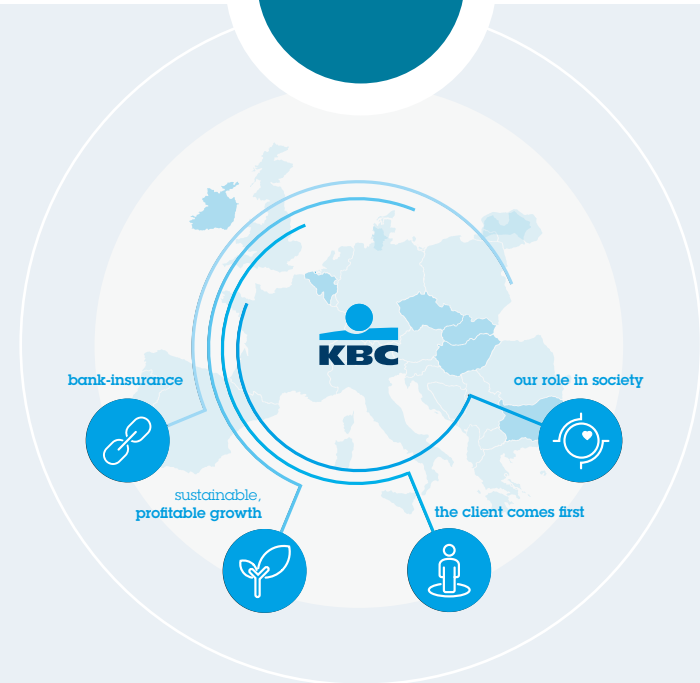 KBC
bank-insurance
our role in society
sustainable,
profitable growth
the client comes first